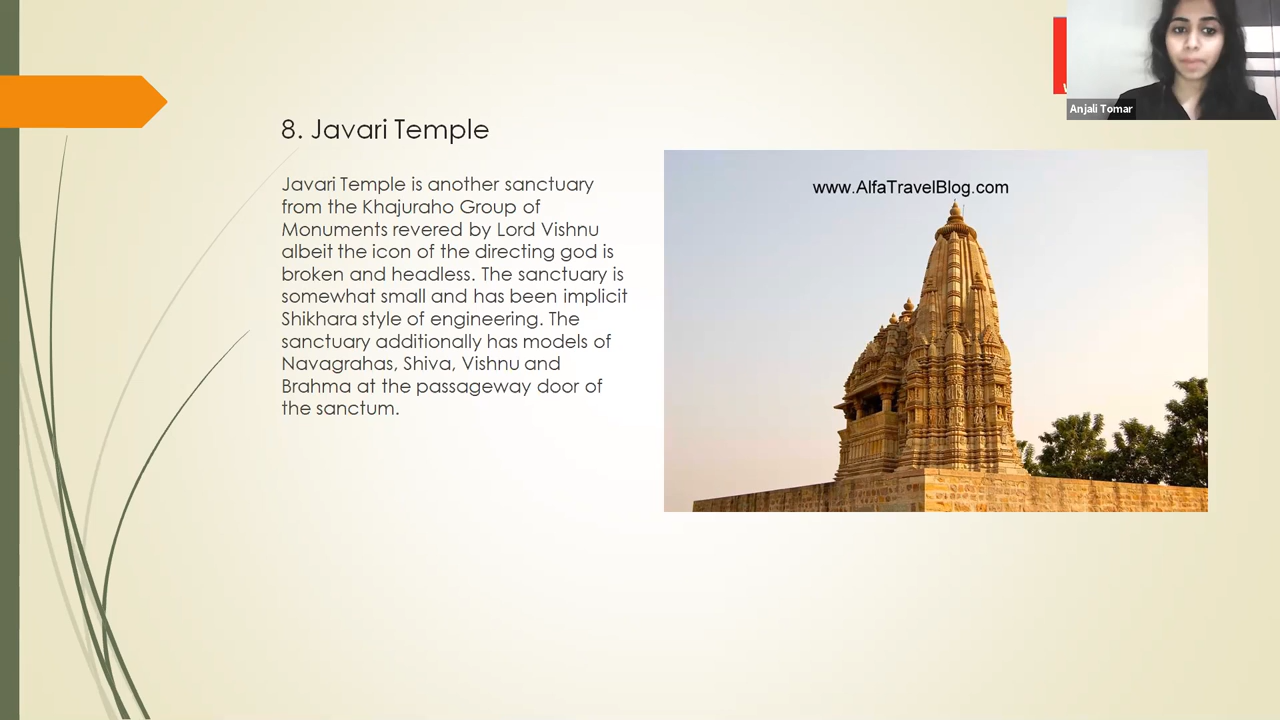 Anjali Tomar
8. Javari Temple
Javari Temple is another sanctuary
from the Khajuraho Group of
Monuments revered by Lord Vishnu
albeit the icon of the directing god is
broken and headless. The sanctuary is
somewhat small and has been implicit
Shikhara style of engineering. The
sanctuary additionally has models of
Navagrahas, Shiva, Vishnu and
Brahma at the passageway door of
the sanctum.
www.AlfaTravelBlog.com